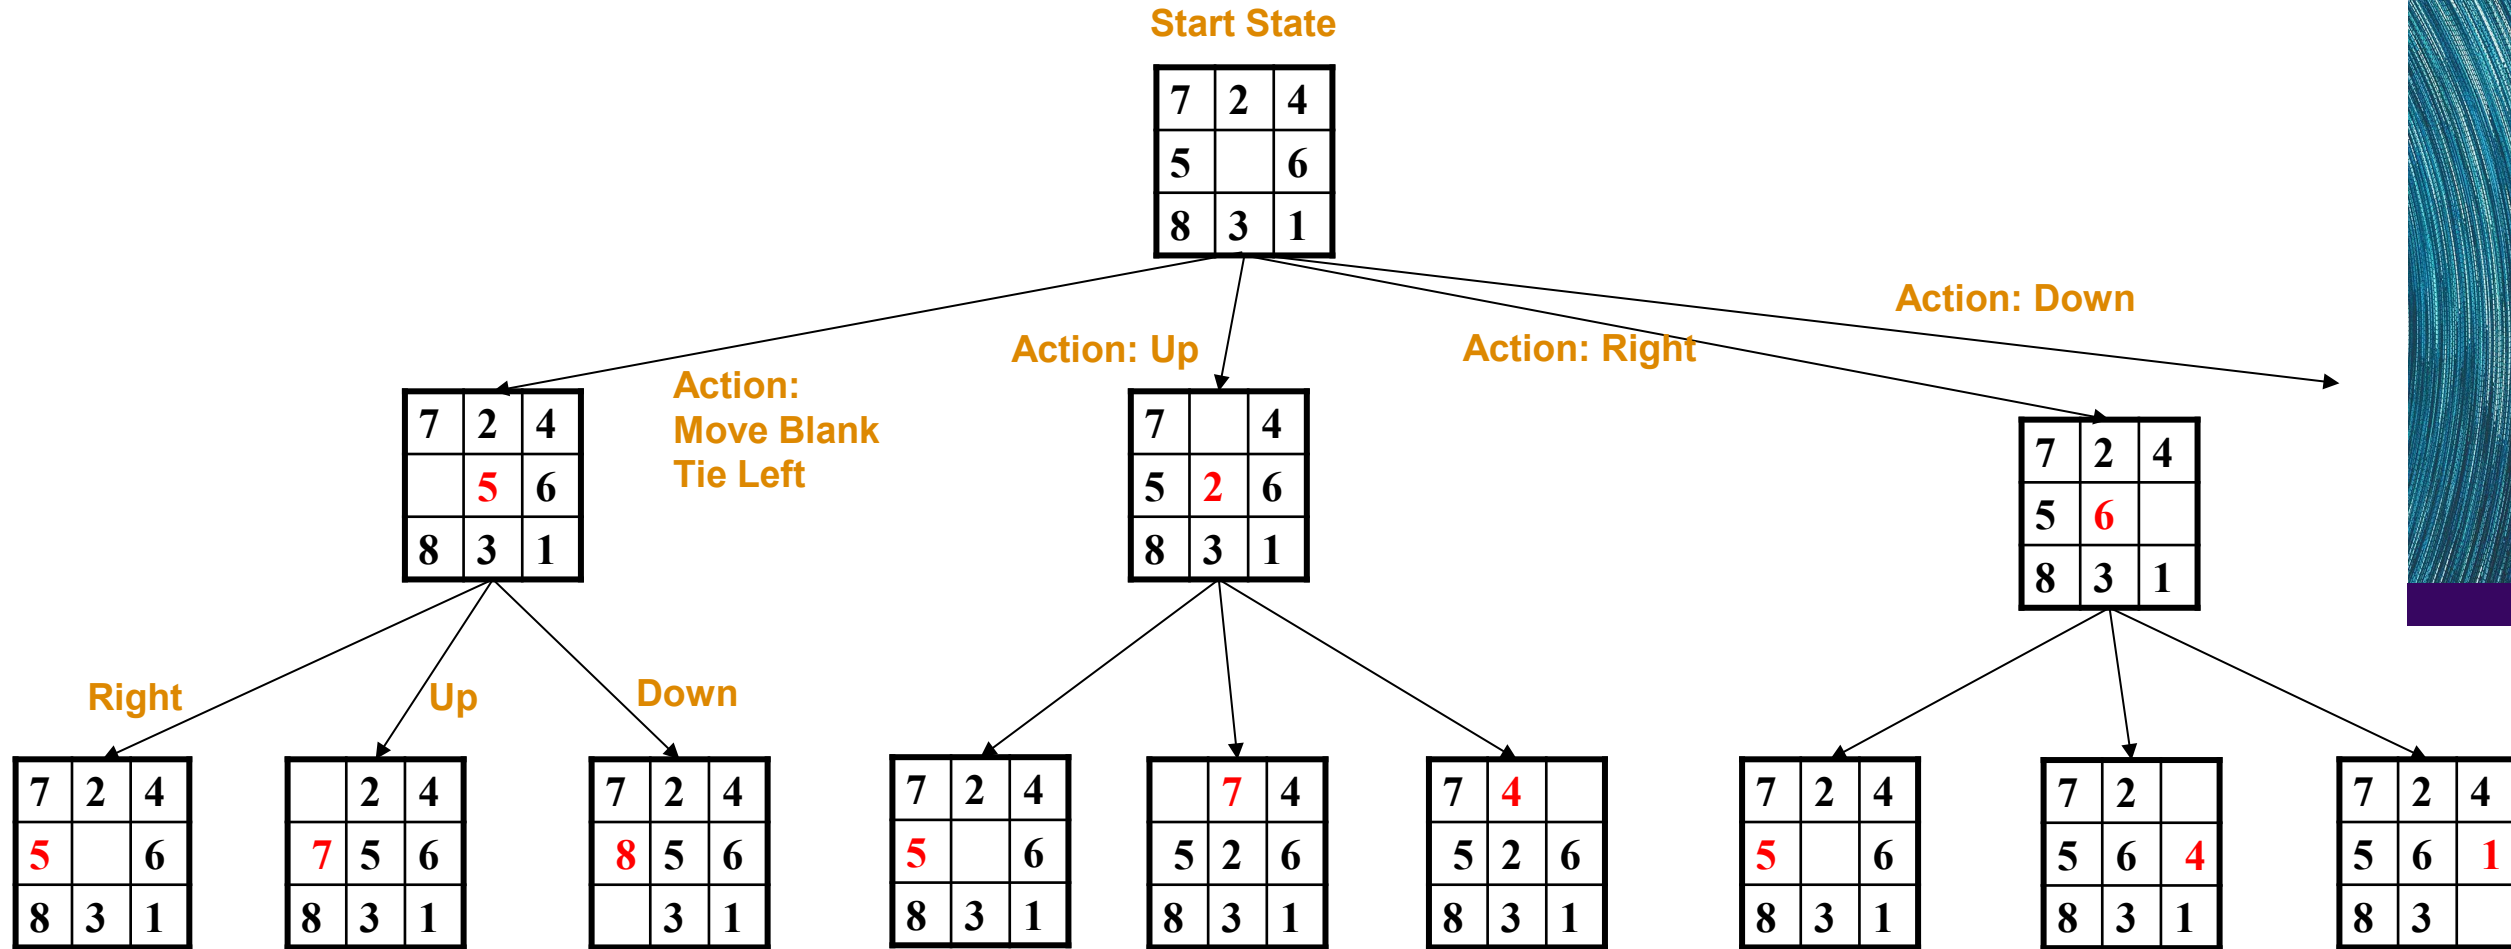 Start State
7 2 4
5 6
8 3 1
Action: Down
Action: Up
Action: Right
Action:
Move Blank
Tie Left
7 2 4
5 6
8 3 1
7 4
5 2 6
8 3 1
7 2 4
5 6
8 3 1
Right
Up
Down
7 2 4
5 6
8 3 1
2 4
7 5 6
8 3 1
7 2 4
8 5 6
3 1
7 2 4
5 6
8 3 1
7 4
5 2 6
8 3 1
7 4
5 2 6
8 3 1
7 2 4
5 6
8 3 1
7 2
5 6 4
8 3 1
7 2 4
5 6 1
8 3